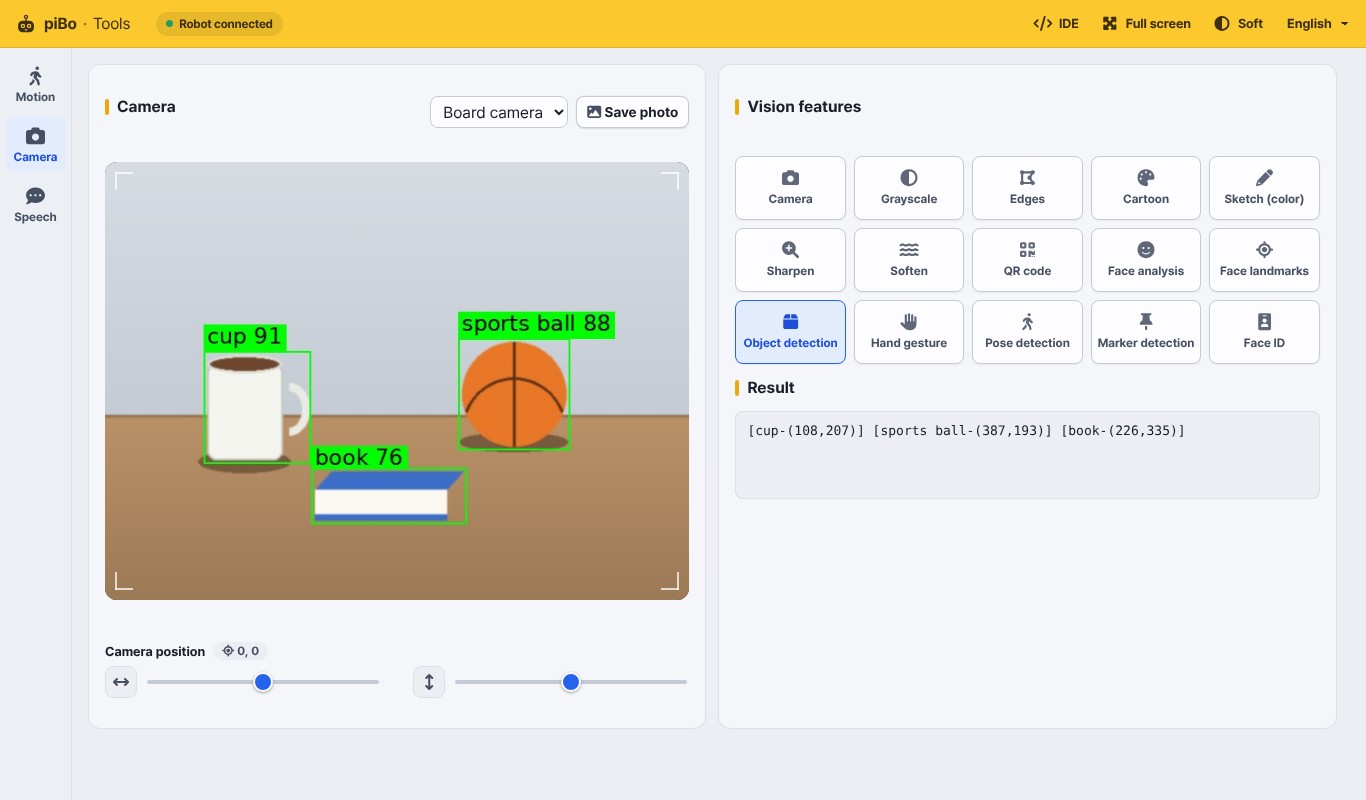 piBo · Tools
Robot connected
IDE
Full screen
Soft
English
Motion
Camera
Speech
Camera
Board camera
Save photo
cup 91
sports ball 88
book 76
Camera position
0, 0
Vision features
Camera
Grayscale
Edges
Cartoon
Sketch (color)
Sharpen
Soften
QR code
Face analysis
Face landmarks
Object detection
Hand gesture
Pose detection
Marker detection
Face ID
Result
[cup-(108,207)] [sports ball-(387,193)] [book-(226,335)]